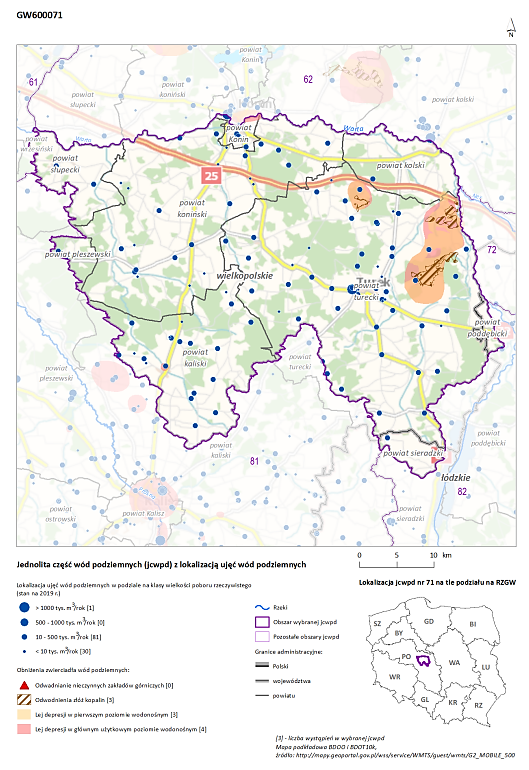 GW600071
N
61
62
72
81
82
25
powiat słupecki
powiat koniński
powiat Konin
powiat kolski
powiat wrzesiński
Warta
powiat Konin
Warta
powiat słupecki
powiat kolski
powiat koniński
powiat pleszewski
wielkopolskie
Turek
powiat turecki
powiat poddębicki
powiat kaliski
powiat turecki
powiat pleszewski
powiat kaliski
powiat sieradzki
powiat poddębicki
łódzkie
powiat ostrowski
powiat Kalisz
powiat sieradzki
Jednolita część wód podziemnych (jcwpd) z lokalizacją ujęć wód podziemnych
0 5 10 km
Lokalizacja ujęć wód podziemnych w podziale na klasy wielkości poboru rzeczywistego
(stan na 2019 r.)
> 1000 tys. m³/rok [1]
500 - 1000 tys. m³/rok [0]
10 - 500 tys. m³/rok [81]
< 10 tys. m³/rok [30]
Obniżenia zwierciadła wód podziemnych:
Odwadnianie nieczynnych zakładów górniczych [0]
Odwodnienia złóż kopalin [5]
Lej depresji w pierwszym poziomie wodonośnym [3]
Lej depresji w głównym użytkowym poziomie wodonośnym [4]
Rzeki
Obszar wybranej jcwpd
Pozostałe obszary jcwpd
Granice administracyjne:
Polski
województwa
powiatu
Lokalizacja jcwpd nr 71 na tle podziału na RZGW
SZ
GD
BI
BY
PO
WA
LU
WR
GL
KR
RZ
[3] - liczba wystąpień w wybranej jcwpd
Mapa podkładowa BDOO i BDOT10k,
źródło: http://mapy.geoportal.gov.pl/wss/service/WMTS/guest/wmts/G2_MOBILE_500